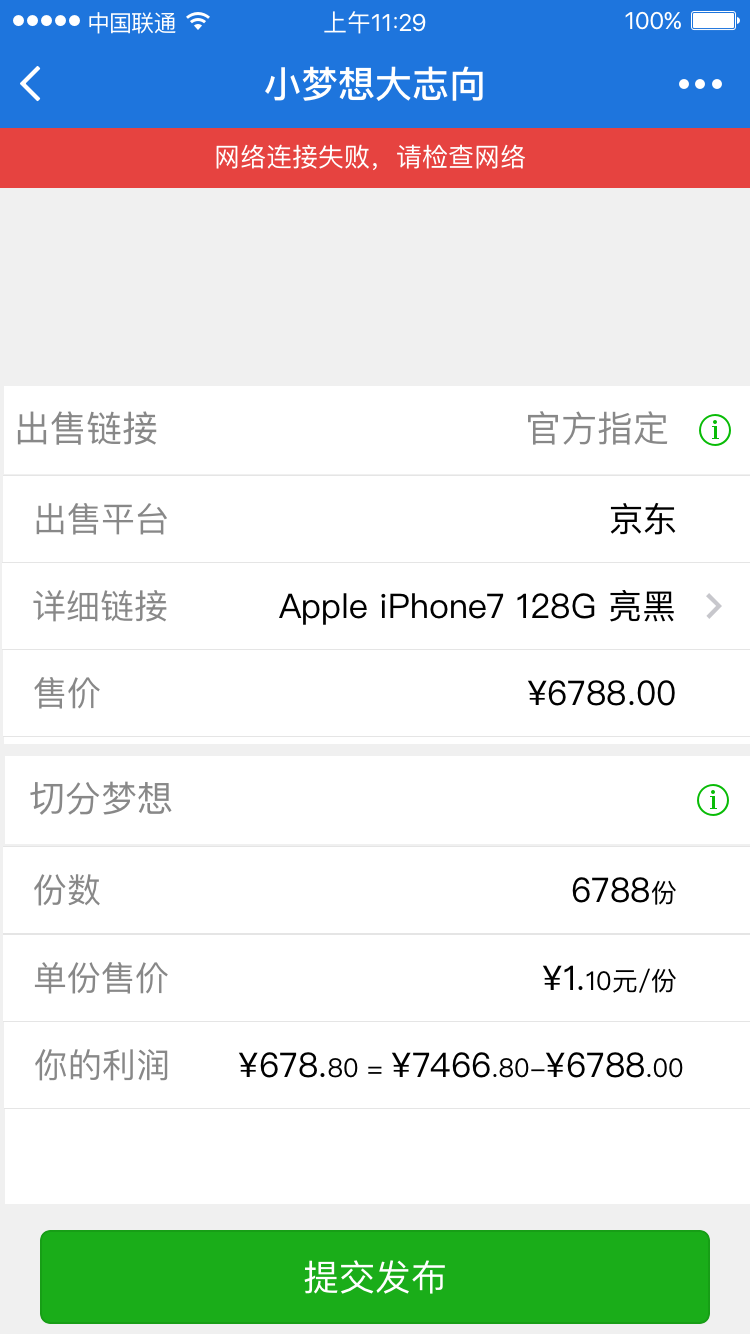 中国联通 上午11:29 100%
小梦想大志向
网络连接失败，请检查网络
出售链接 官方指定
出售平台 京东
详细链接 Apple iPhone7 128G 亮黑
售价 ¥6788.00
切分梦想
份数 6788份
单份售价 ¥1.10元/份
你的利润 ¥678.80 = ¥7466.80-¥6788.00
提交发布